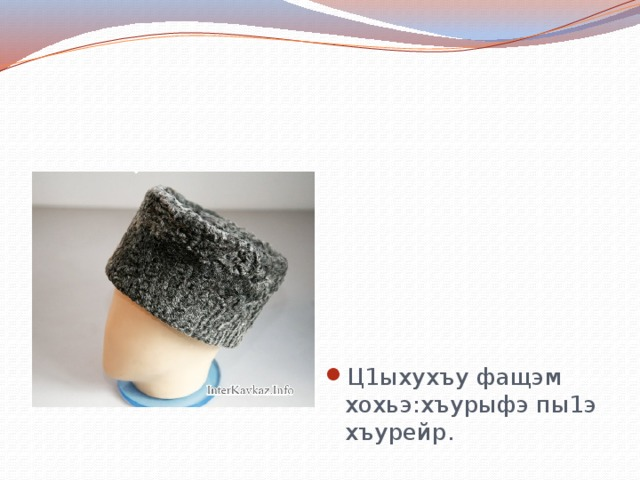 InterKavkaz.Info
Ц1ыхухъу фащэм
хохьэ:хъурыфэ пы1э
хъурейр.